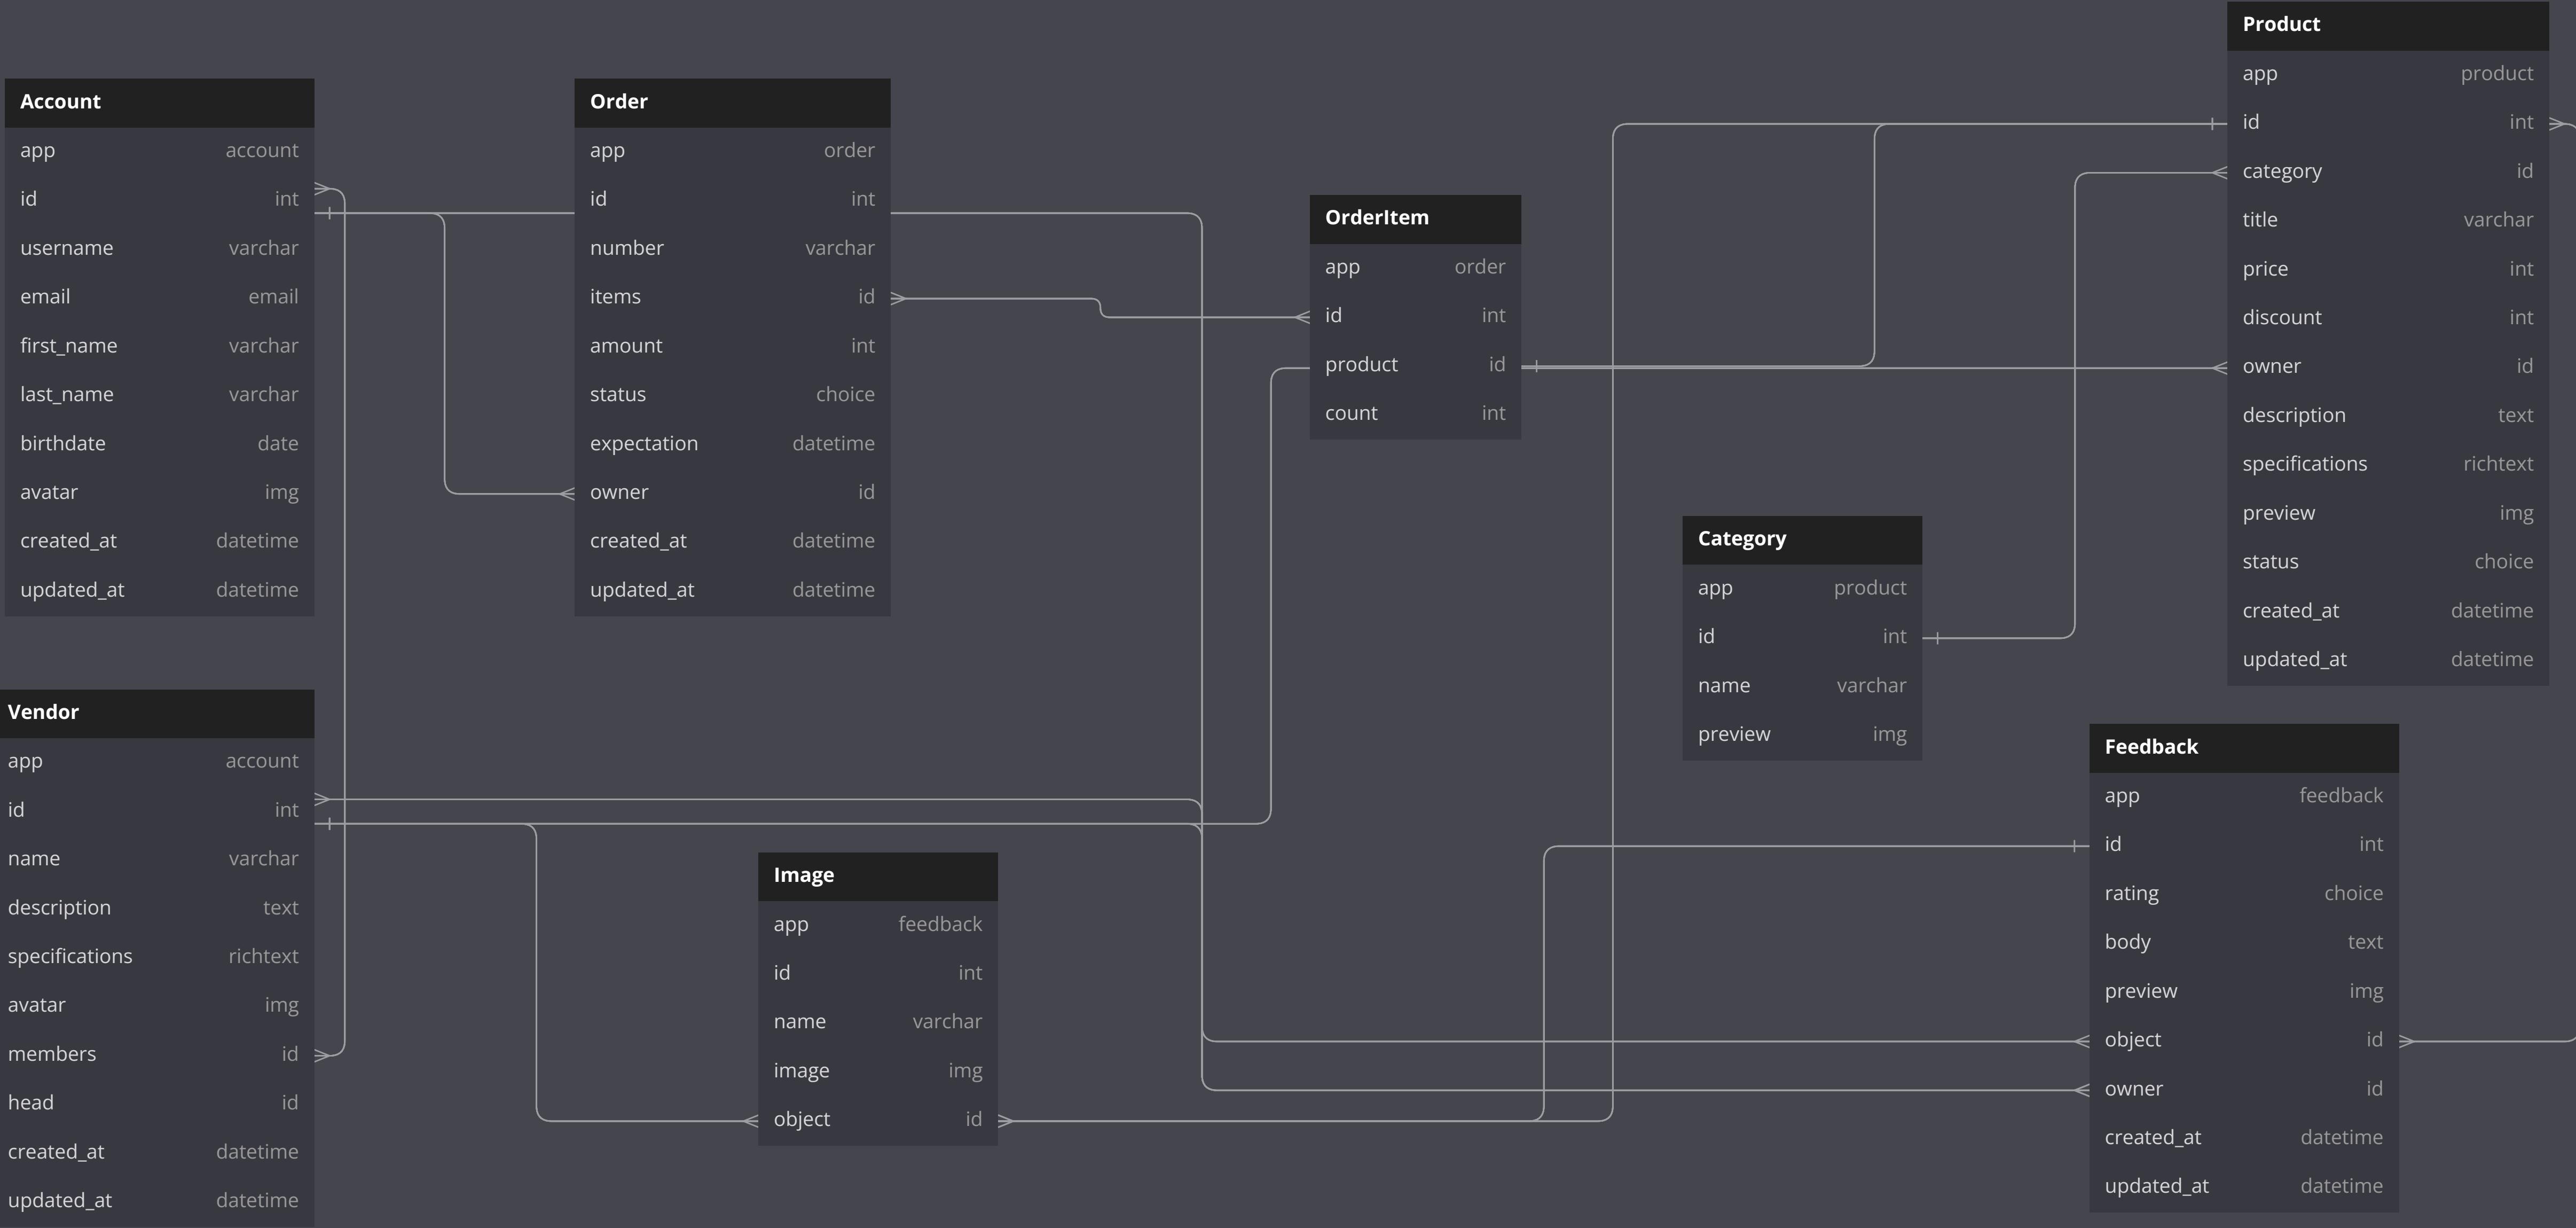 Account
app account
id int
username varchar
email email
first_name varchar
last_name varchar
birthdate date
avatar img
created_at datetime
updated_at datetime
Order
app order
id int
number varchar
items id
amount int
status choice
expectation datetime
owner id
created_at datetime
updated_at datetime
OrderItem
app order
id int
product id
count int
Product
app product
id int
category id
title varchar
price int
discount int
owner id
description text
specifications richtext
preview img
status choice
created_at datetime
updated_at datetime
Category
app product
id int
name varchar
preview img
Vendor
app account
id int
name varchar
description text
specifications richtext
avatar img
members id
head id
created_at datetime
updated_at datetime
Image
app feedback
id int
name varchar
image img
object id
Feedback
app feedback
id int
rating choice
body text
preview img
object id
owner id
created_at datetime
updated_at datetime